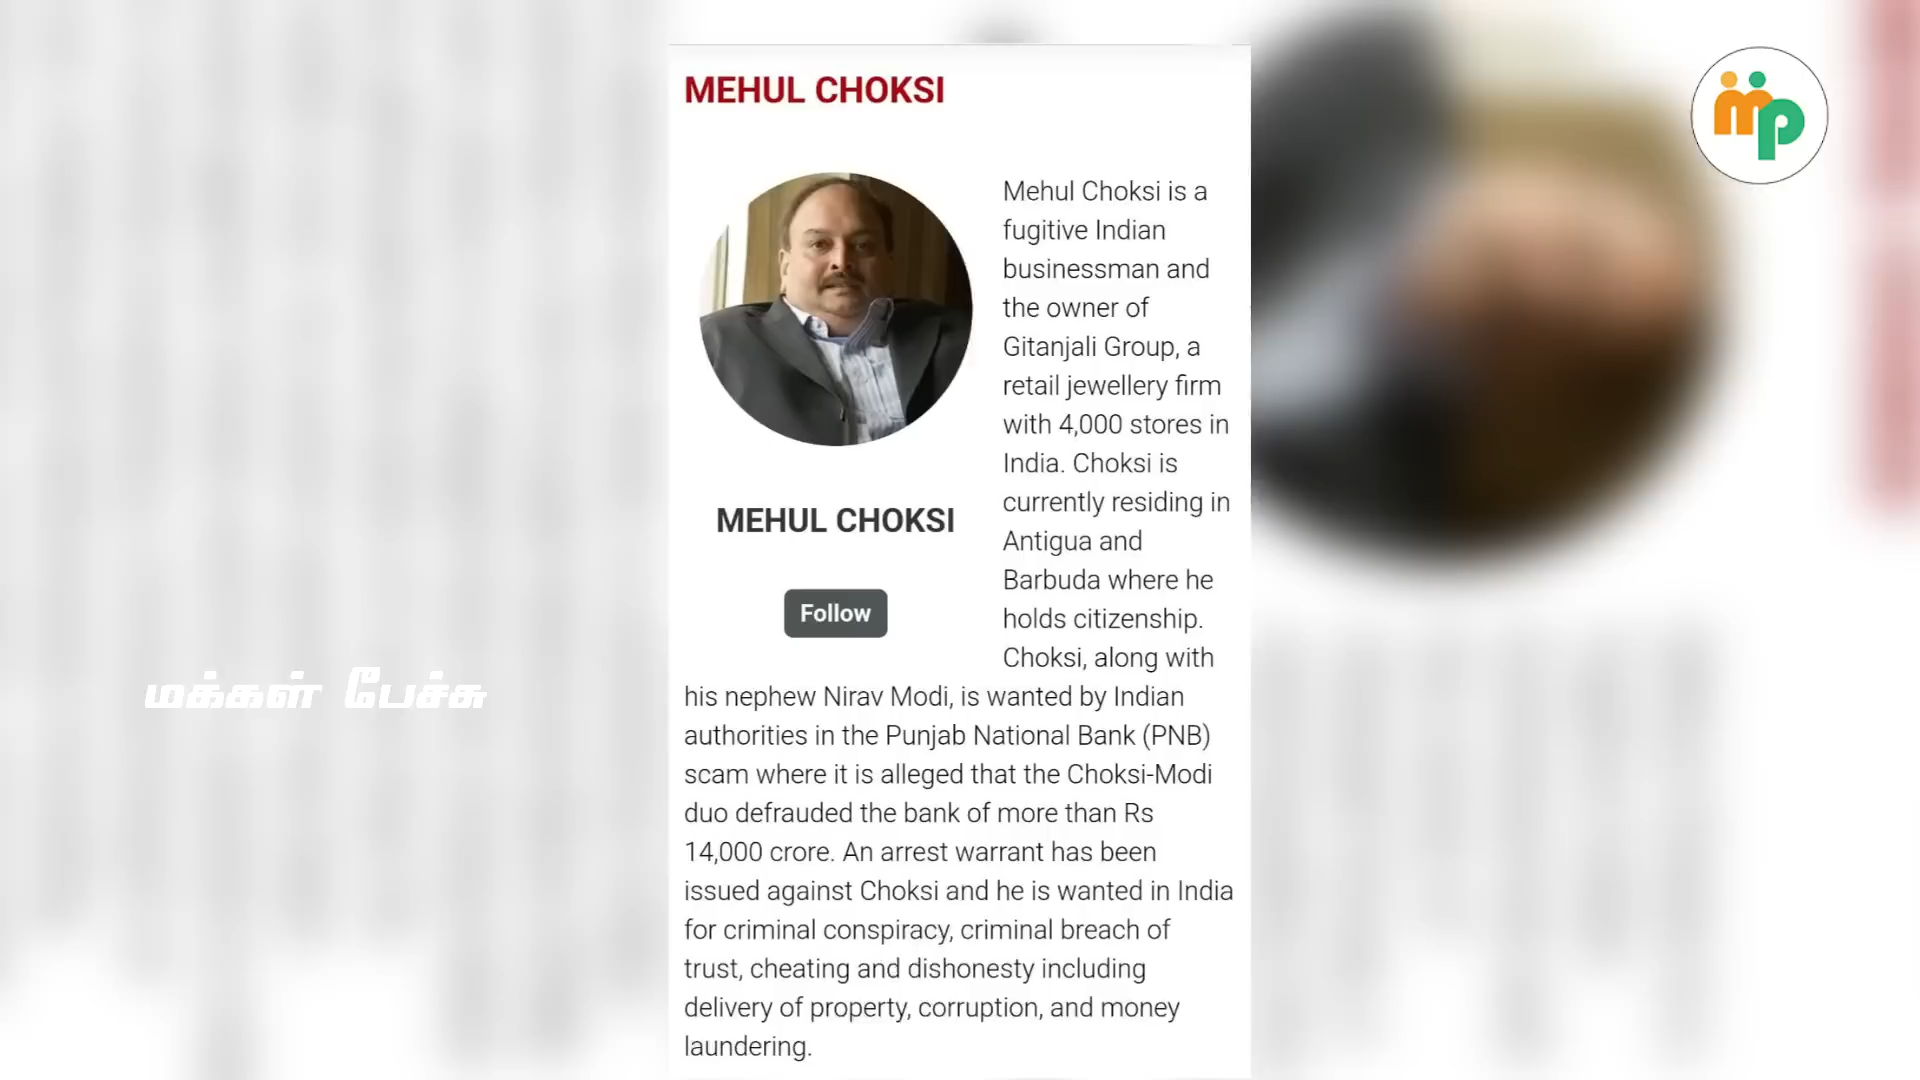 MEHUL CHOKSI
Mehul Choksi is a
fugitive Indian
businessman and
the owner of
Gitanjali Group, a
retail jewellery firm
with 4,000 stores in
India. Choksi is
currently residing in
Antigua and
Barbuda where he
holds citizenship.
Choksi, along with
his nephew Nirav Modi, is wanted by Indian
authorities in the Punjab National Bank (PNB)
scam where it is alleged that the Choksi-Modi
duo defrauded the bank of more than Rs
14,000 crore. An arrest warrant has been
issued against Choksi and he is wanted in India
for criminal conspiracy, criminal breach of
trust, cheating and dishonesty including
delivery of property, corruption, and money
laundering.
MEHUL CHOKSI
Follow
மக்கள் பேச்சு
mp